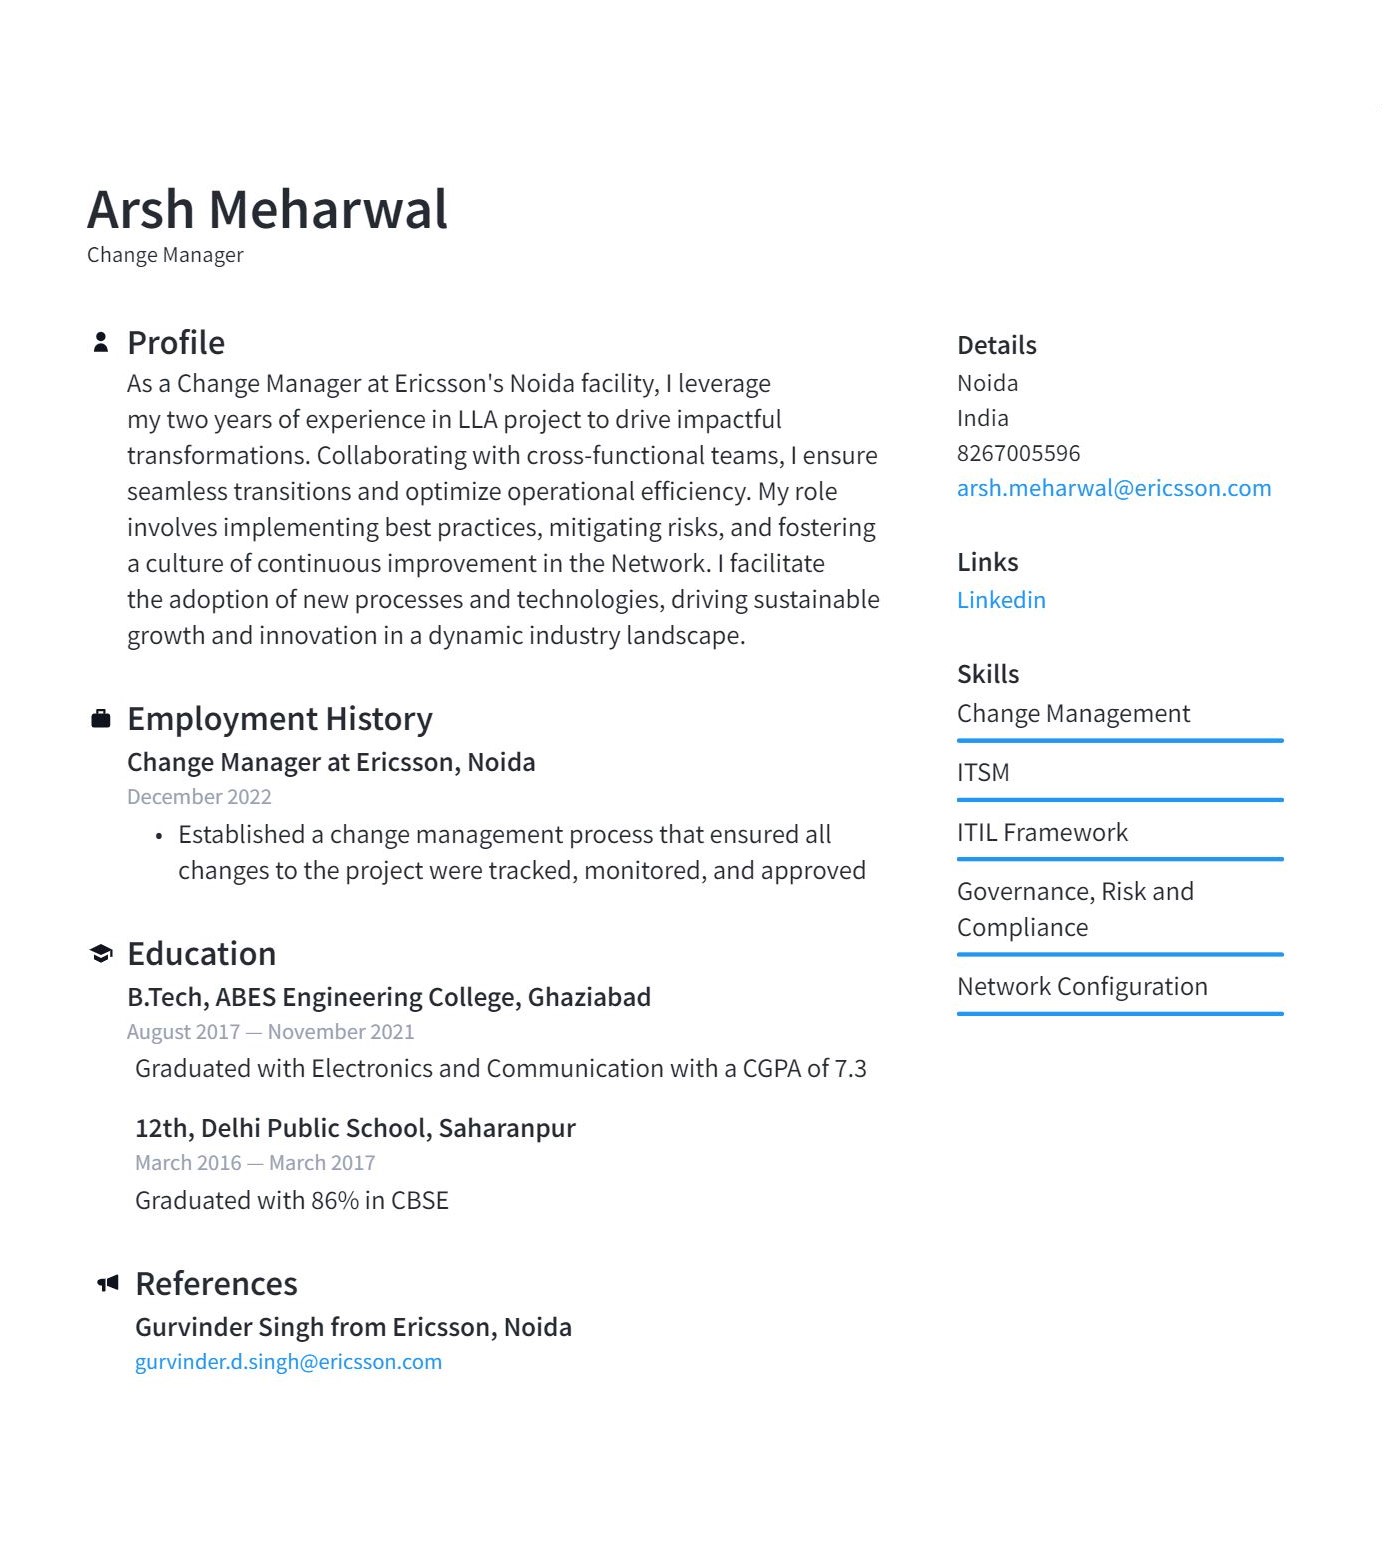 Arsh Meharwal
Change Manager
Profile
As a Change Manager at Ericsson's Noida facility, I leverage
my two years of experience in LLA project to drive impactful
transformations. Collaborating with cross-functional teams, I ensure
seamless transitions and optimize operational efficiency. My role
involves implementing best practices, mitigating risks, and fostering
a culture of continuous improvement in the Network. I facilitate
the adoption of new processes and technologies, driving sustainable
growth and innovation in a dynamic industry landscape.
Employment History
Change Manager at Ericsson, Noida
December 2022
• Established a change management process that ensured all
changes to the project were tracked, monitored, and approved
Education
B.Tech, ABES Engineering College, Ghaziabad
August 2017 — November 2021
Graduated with Electronics and Communication with a CGPA of 7.3
12th, Delhi Public School, Saharanpur
March 2016 — March 2017
Graduated with 86% in CBSE
References
Gurvinder Singh from Ericsson, Noida
gurvinder.d.singh@ericsson.com
Details
Noida
India
8267005596
arsh.meharwal@ericsson.com
Links
Linkedin
Skills
Change Management
ITSM
ITIL Framework
Governance, Risk and
Compliance
Network Configuration